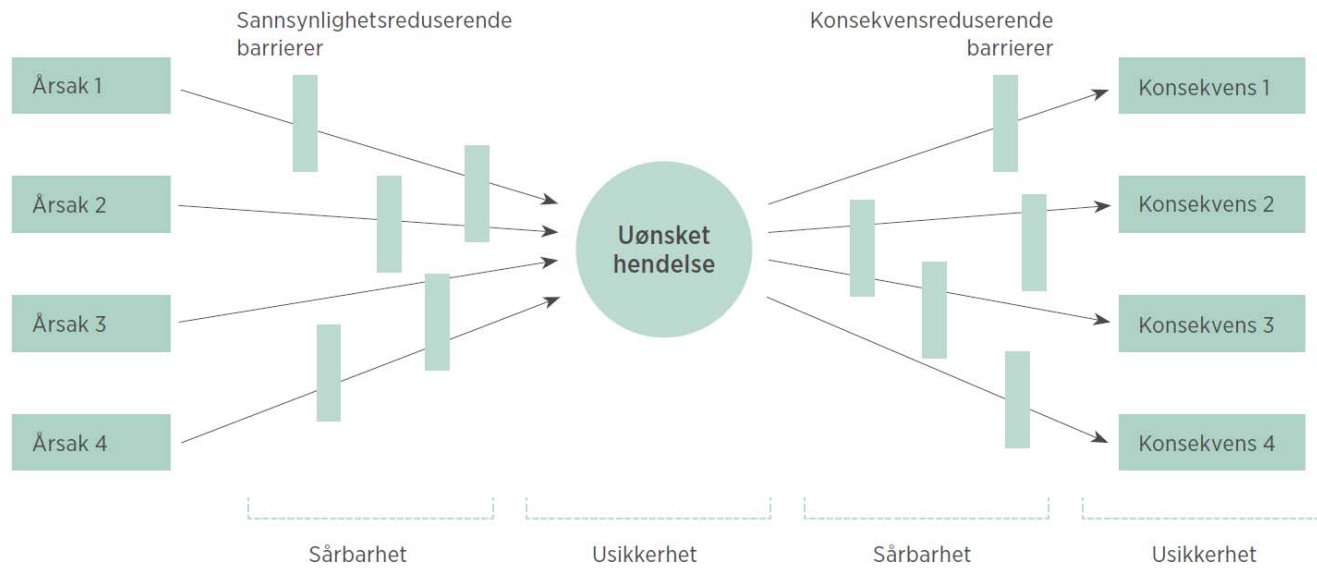 Sannsynlighetsreduserende
barrierer
Konsekvensreduserende
barrierer
Årsak 1
Årsak 2
Årsak 3
Årsak 4
Uønsket
hendelse
Konsekvens 1
Konsekvens 2
Konsekvens 3
Konsekvens 4
Sårbarhet
Usikkerhet
Sårbarhet
Usikkerhet